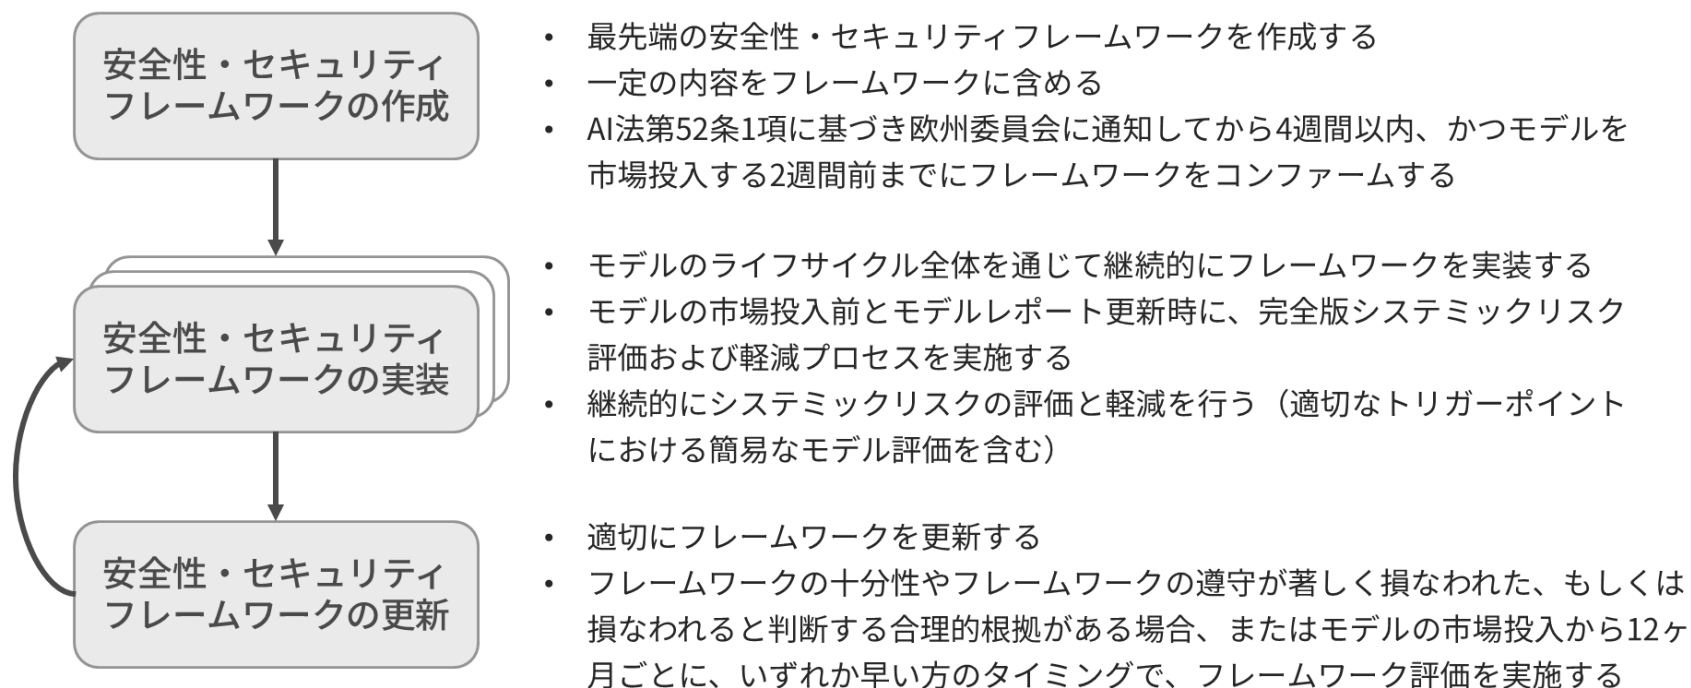 安全性・セキュリティ
フレームワークの作成
• 最先端の安全性・セキュリティフレームワークを作成する
• 一定の内容をフレームワークに含める
• AI法第52条1項に基づき欧州委員会に通知してから4週間以内、かつモデルを
市場投入する2週間前までにフレームワークをコンファームする
安全性・セキュリティ
フレームワークの実装
• モデルのライフサイクル全体を通じて継続的にフレームワークを実装する
• モデルの市場投入前とモデルレポート更新時に、完全版システミックリスク
評価および軽減プロセスを実施する
• 継続的にシステミックリスクの評価と軽減を行う（適切なトリガーポイント
における簡易なモデル評価を含む）
安全性・セキュリティ
フレームワークの更新
• 適切にフレームワークを更新する
• フレームワークの十分性やフレームワークの遵守が著しく損なわれた、もしくは
損なわれると判断する合理的根拠がある場合、またはモデルの市場投入から12ヶ
月ごとに、いずれか早い方のタイミングで、フレームワーク評価を実施する